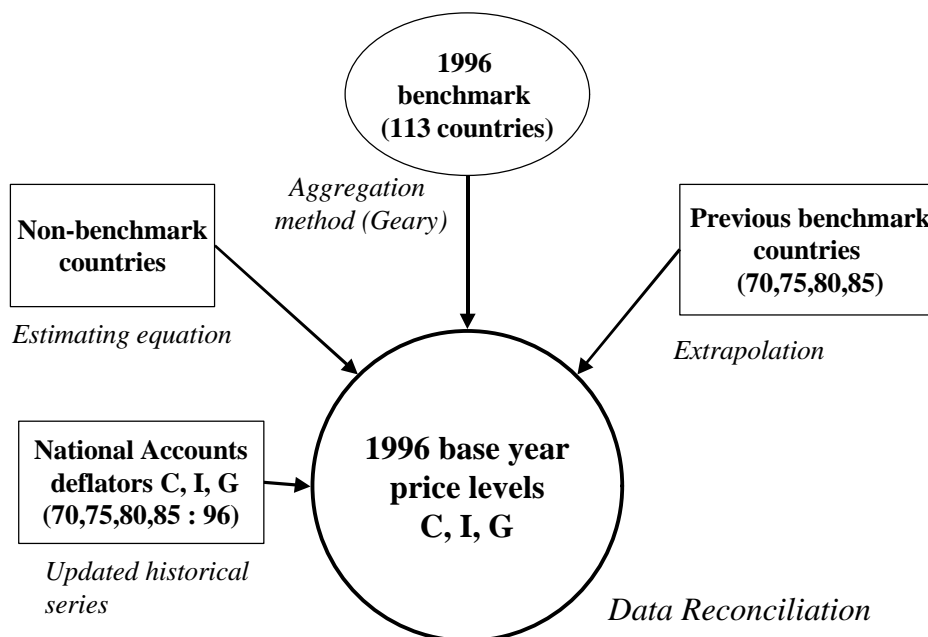 1996
benchmark
(113 countries)
Aggregation
method (Geary)
Non-benchmark
countries
Previous benchmark
countries
(70,75,80,85)
Estimating equation
Extrapolation
National Accounts
deflators C, I, G
(70,75,80,85 : 96)
1996 base year
price levels
C, I, G
Updated historical
series
Data Reconciliation